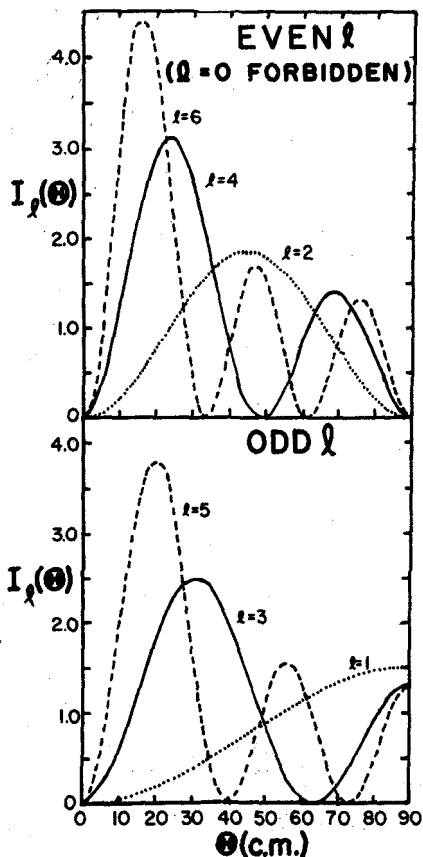 EVEN ℓ
(ℓ=0 FORBIDDEN)
4.0
3.0
2.0
1.0
0
I_ℓ(Θ)
ℓ=6
ℓ=4
ℓ=2
ODD ℓ
4.0
3.0
2.0
1.0
0
I_ℓ(Θ)
ℓ=5
ℓ=3
ℓ=1
0 10 20 30 40 50 60 70 80 90
Θ(c.m.)